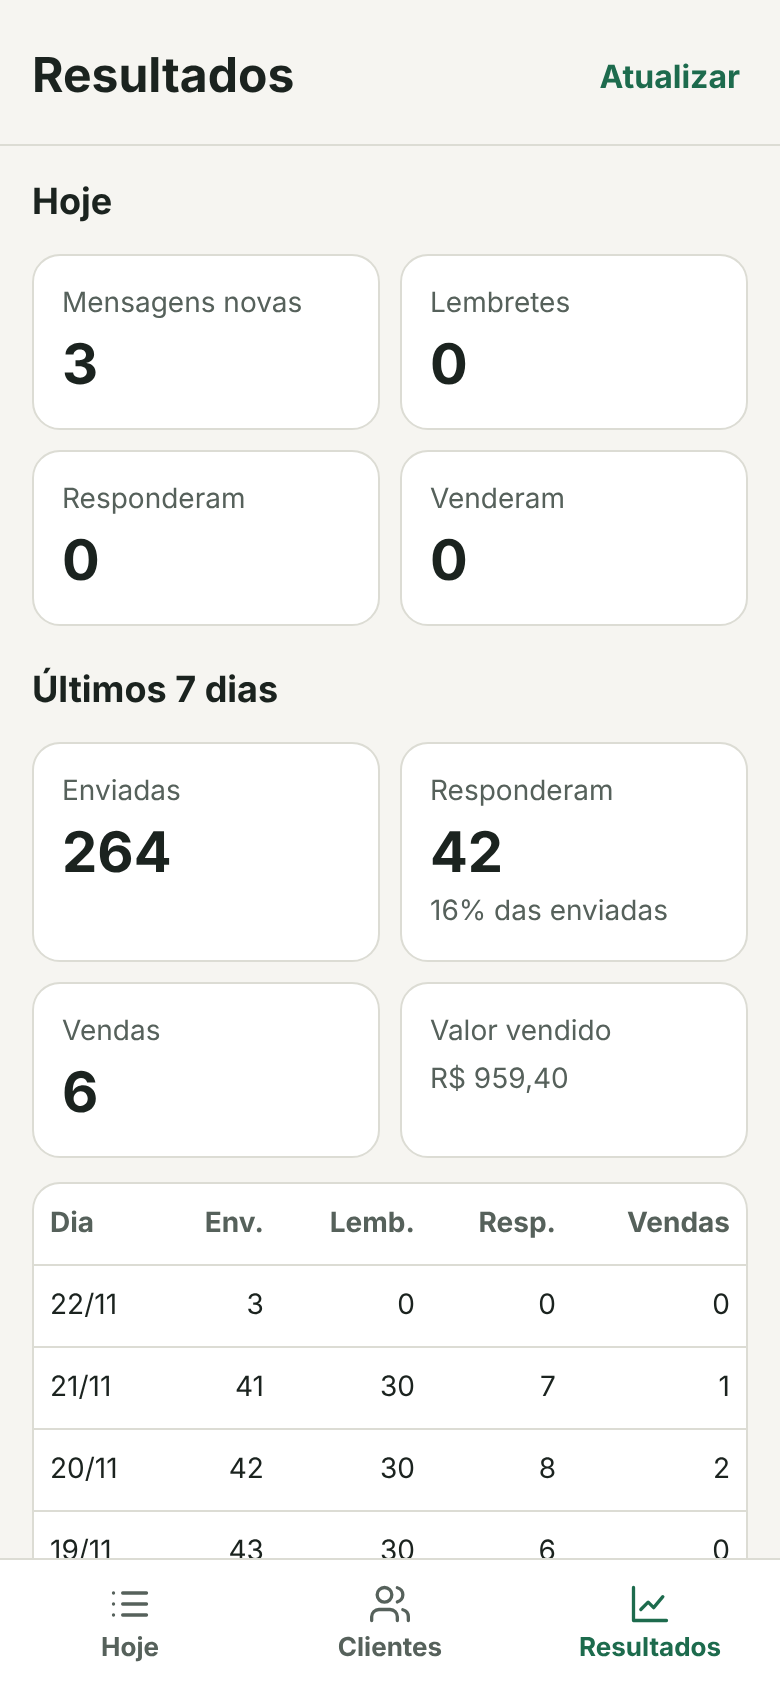 Resultados Atualizar
Hoje
Mensagens novas Lembretes
3 0
Responderam Venderam
0 0
Últimos 7 dias
Enviadas Responderam
264 42
16% das enviadas
Vendas Valor vendido
6 R$ 959,40
Dia Env. Lemb. Resp. Vendas
22/11 3 0 0 0
21/11 41 30 7 1
20/11 42 30 8 2
19/11 43 30 6 0
Hoje Clientes Resultados